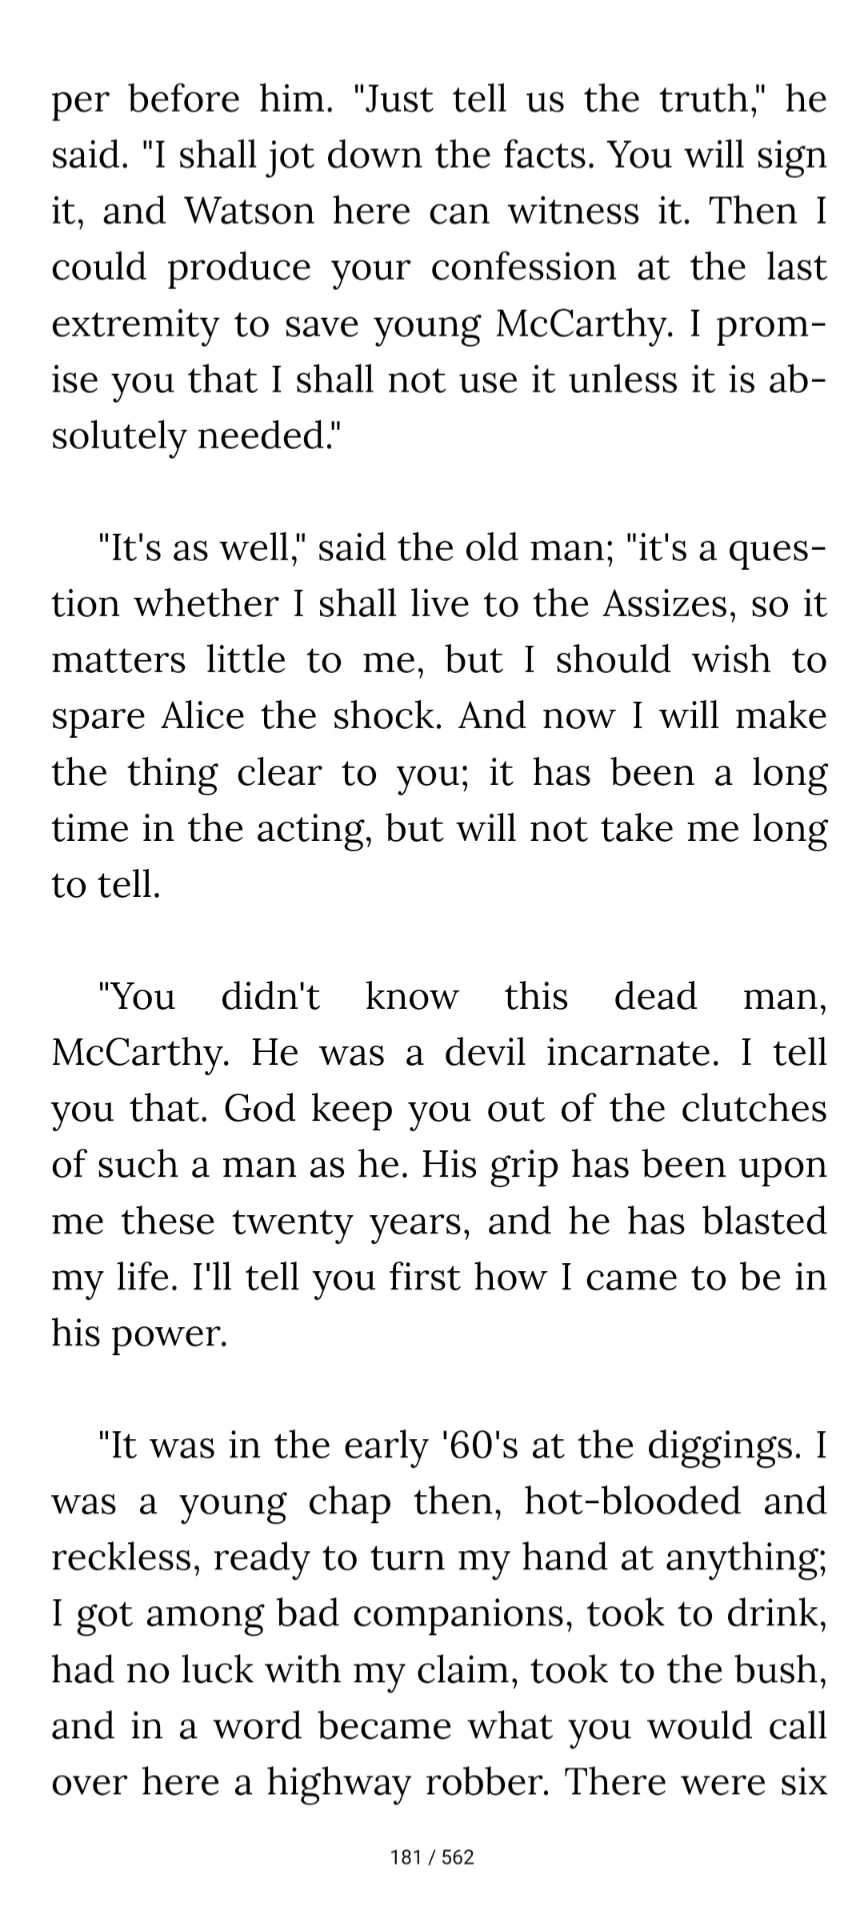 per before him. "Just tell us the truth," he
said. "I shall jot down the facts. You will sign
it, and Watson here can witness it. Then I
could produce your confession at the last
extremity to save young McCarthy. I prom-
ise you that I shall not use it unless it is ab-
solutely needed."
"It's as well," said the old man; "it's a ques-
tion whether I shall live to the Assizes, so it
matters little to me, but I should wish to
spare Alice the shock. And now I will make
the thing clear to you; it has been a long
time in the acting, but will not take me long
to tell.
"You didn't know this dead man,
McCarthy. He was a devil incarnate. I tell
you that. God keep you out of the clutches
of such a man as he. His grip has been upon
me these twenty years, and he has blasted
my life. I'll tell you first how I came to be in
his power.
"It was in the early '60's at the diggings. I
was a young chap then, hot-blooded and
reckless, ready to turn my hand at anything;
I got among bad companions, took to drink,
had no luck with my claim, took to the bush,
and in a word became what you would call
over here a highway robber. There were six
181 / 562